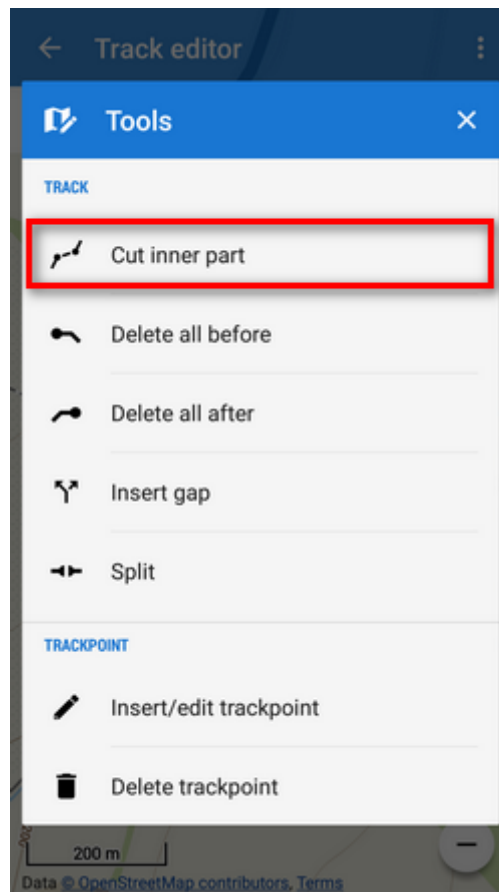 Track editor
Tools
TRACK
Cut inner part
Delete all before
Delete all after
Insert gap
Split
TRACKPOINT
Insert/edit trackpoint
Delete trackpoint
200
200 m
Data © OpenStreetMap contributors, Terms